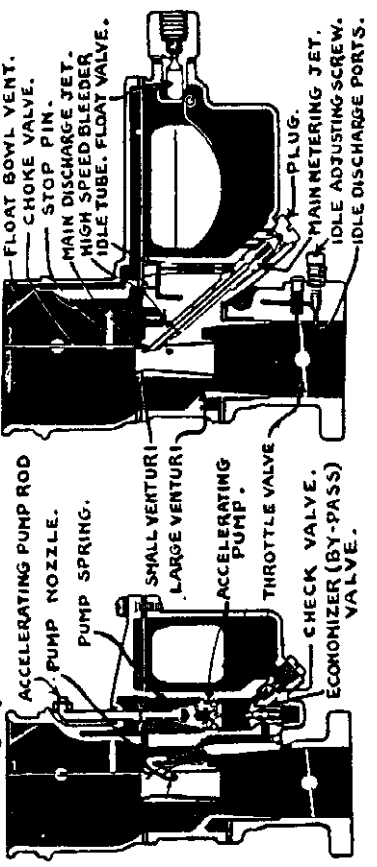 ACCELERATING PUMP ROD
PUMP NOZZLE.
PUMP SPRING.
SMALL VENTURI
LARGE VENTURI
ACCELERATING
PUMP.
THROTTLE VALVE
CHECK VALVE.
ECONOMIZER (BY-PASS)
VALVE.
FLOAT BOWL VENT.
CHOKE VALVE.
STOP PIN.
MAIN DISCHARGE JET.
HIGH SPEED BLEEDER
IDLE TUBE. FLOAT VALVE.
PLUG.
MAIN METERING JET.
IDLE ADJUSTING SCREW.
IDLE DISCHARGE PORTS.